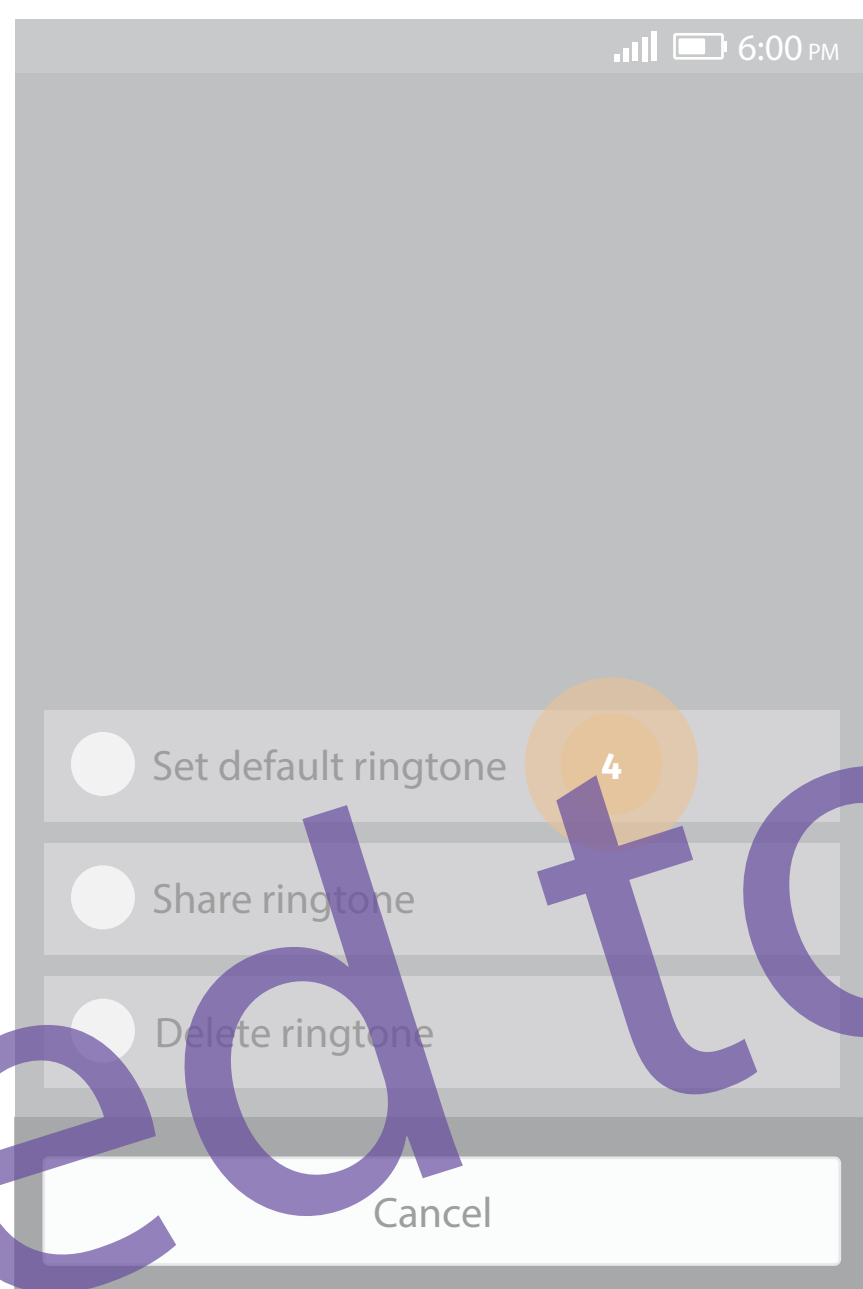 6:00 PM
Set default ringtone
4
Share ringtone
Delete ringtone
Cancel
ed to